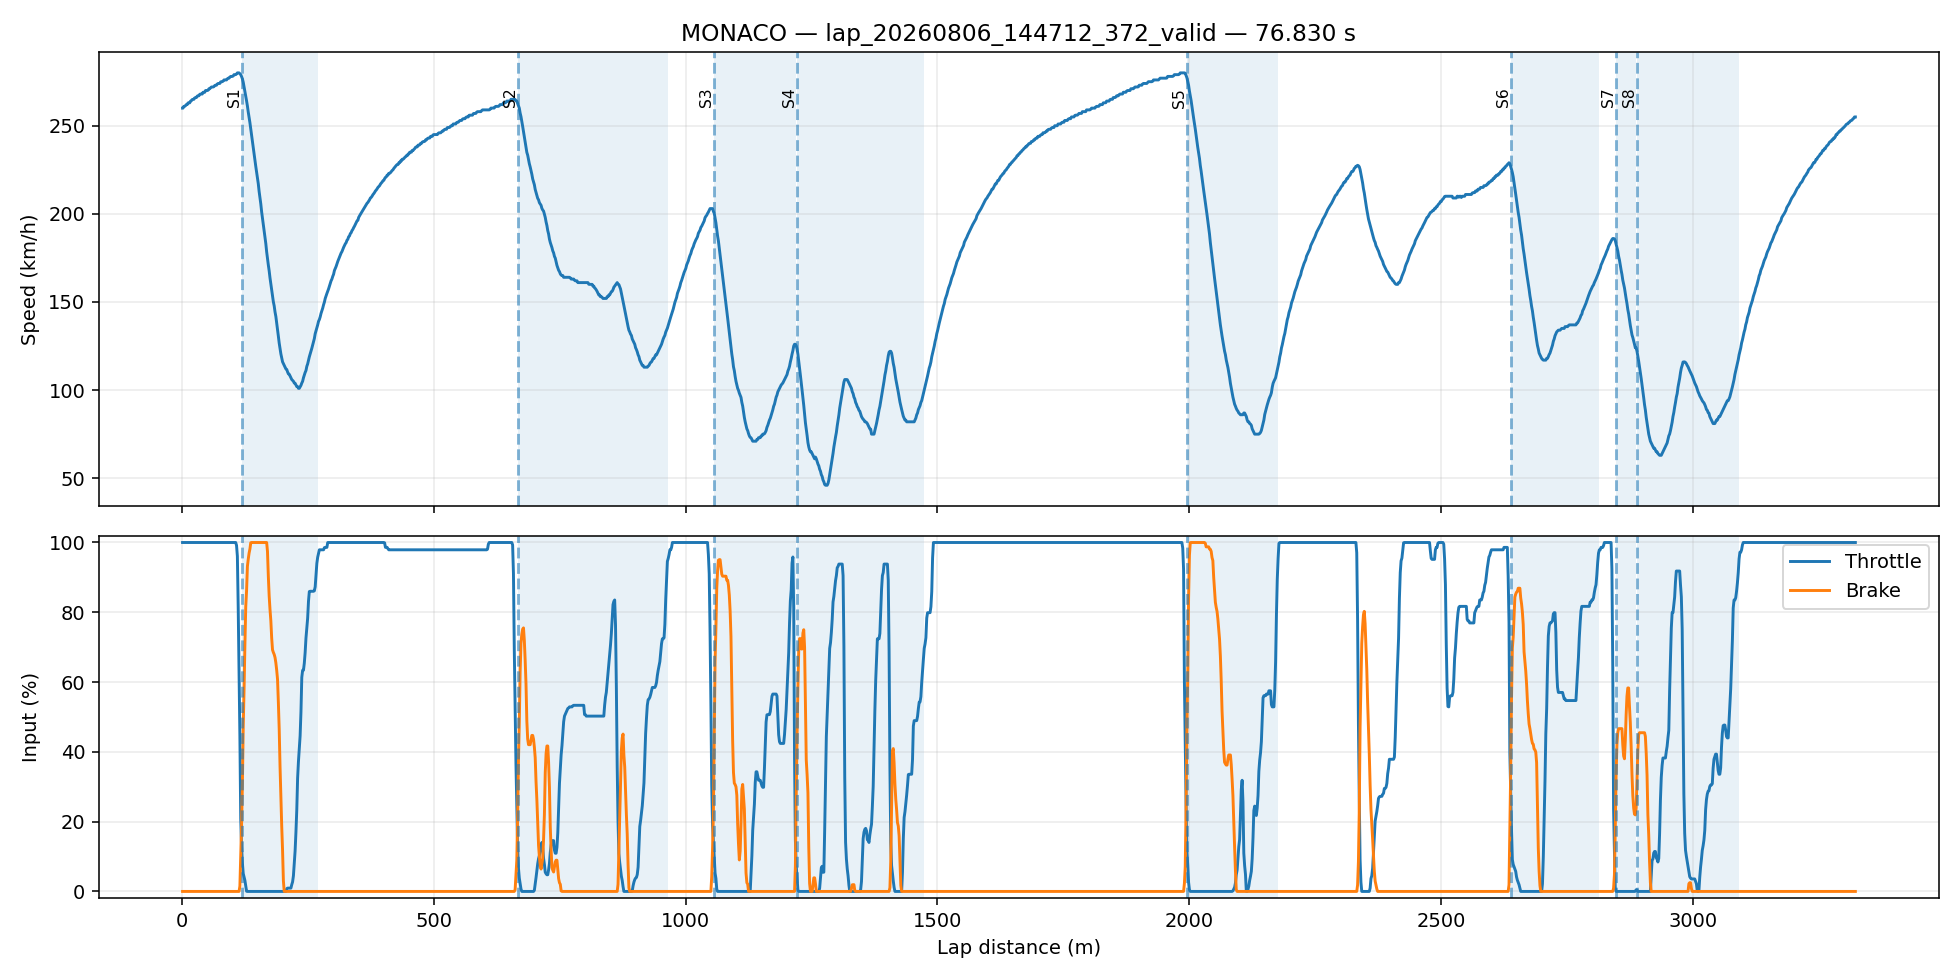 MONACO — lap_20260806_144712_372_valid — 76.830 s
Speed (km/h)
250
200
150
100
50
S1
S2
S3
S4
S5
S6
S7
S8
Input (%)
100
80
60
40
20
0
Throttle
Brake
0
500
1000
1500
2000
2500
3000
Lap distance (m)